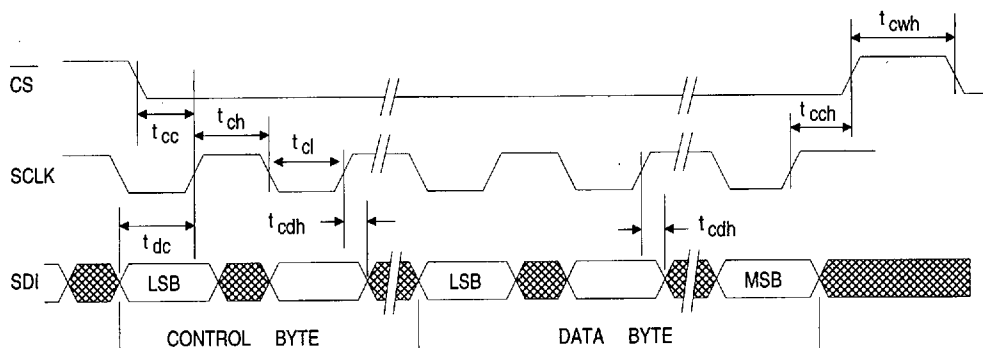 t cwh
CS
t cc
t ch
t cl
t cch
SCLK
t cdh
t cdh
t dc
SDI
LSB
LSB
MSB
CONTROL BYTE
DATA BYTE